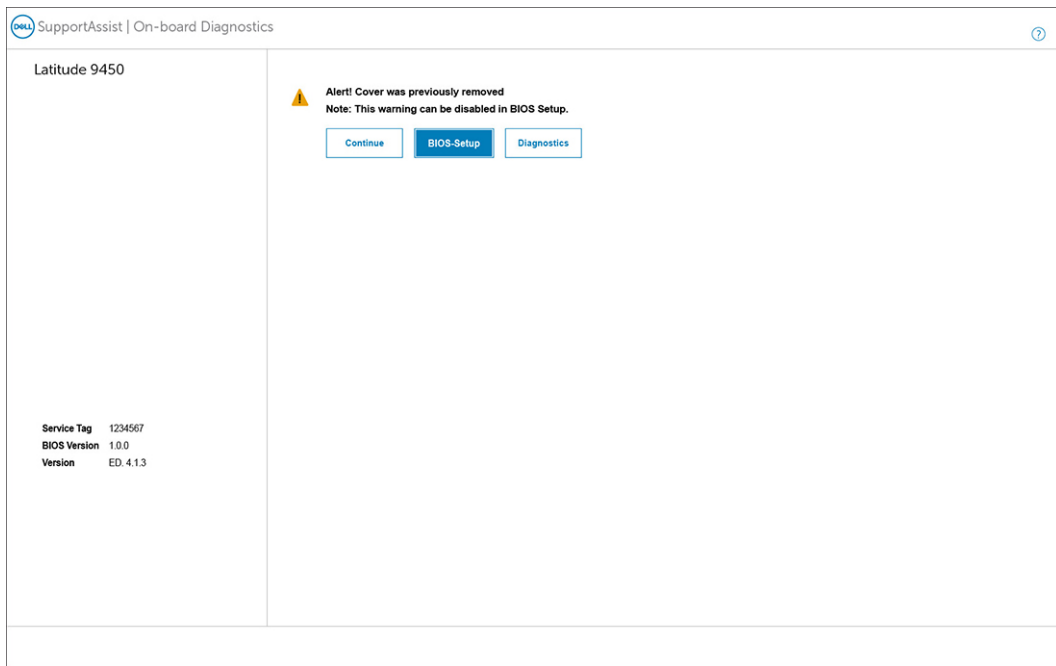 DELL SupportAssist | On-board Diagnostics
?
Latitude 9450
Alert! Cover was previously removed
Note: This warning can be disabled in BIOS Setup.
Continue BIOS-Setup Diagnostics
Service Tag 1234567
BIOS Version 1.0.0
Version ED. 4.1.3